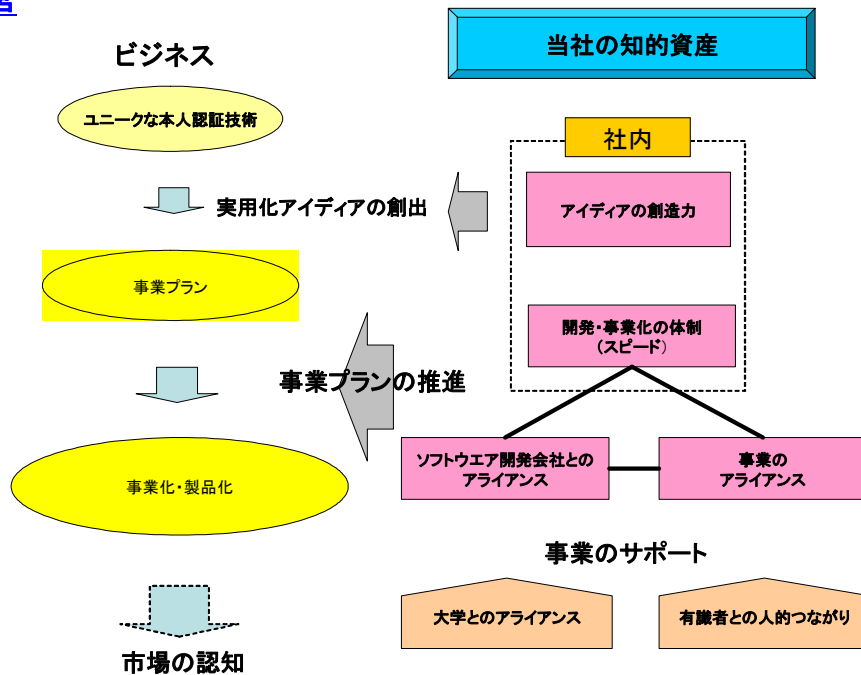 ビジネス
当社の知的資産
ユニークな本人認証技術
社内
実用化アイディアの創出
アイディアの創造力
事業プラン
開発・事業化の体制
(スピード)
事業プランの推進
ソフトウエア開発会社との
アライアンス
事業の
アライアンス
事業化・製品化
事業のサポート
大学とのアライアンス
有識者との人的つながり
市場の認知